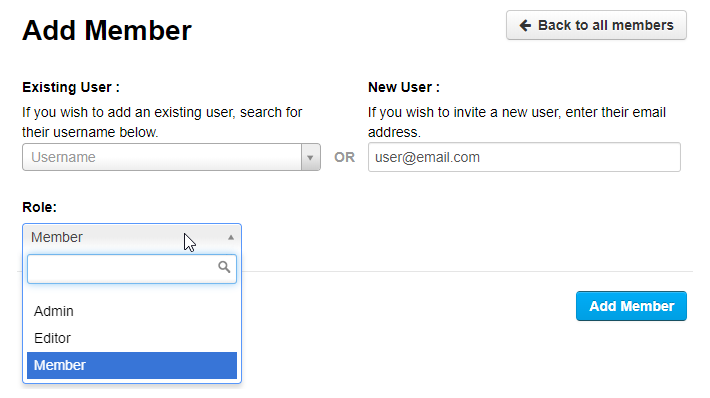 Add Member
Back to all members
Existing User :
If you wish to add an existing user, search for
their username below.
Username
OR
New User :
If you wish to invite a new user, enter their email
address.
user@email.com
Role:
Member
Admin
Editor
Member
Add Member